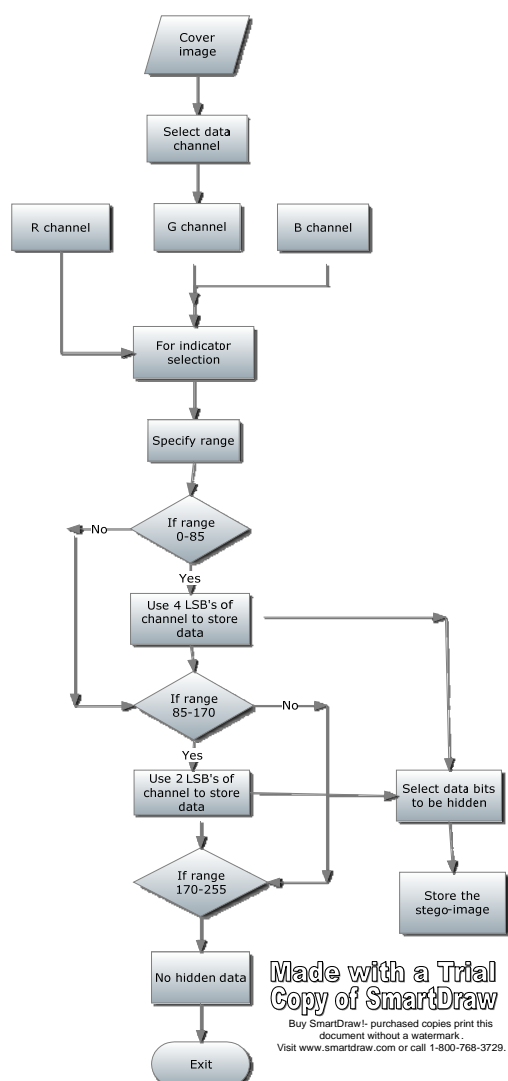 Cover
image
Select data
channel
R channel
G channel
B channel
For indicator
selection
Specify range
If range
0-85
No
Yes
Use 4 LSB's of
channel to store
data
If range
85-170
No
Yes
Use 2 LSB's of
channel to store
data
Select data bits
to be hidden
If range
170-255
Store the
stego-image
No hidden data
Made with a Trial
Copy of SmartDraw
Buy SmartDraw!- purchased copies print this
document without a watermark .
Visit www.smartdraw.com or call 1-800-768-3729.
Exit